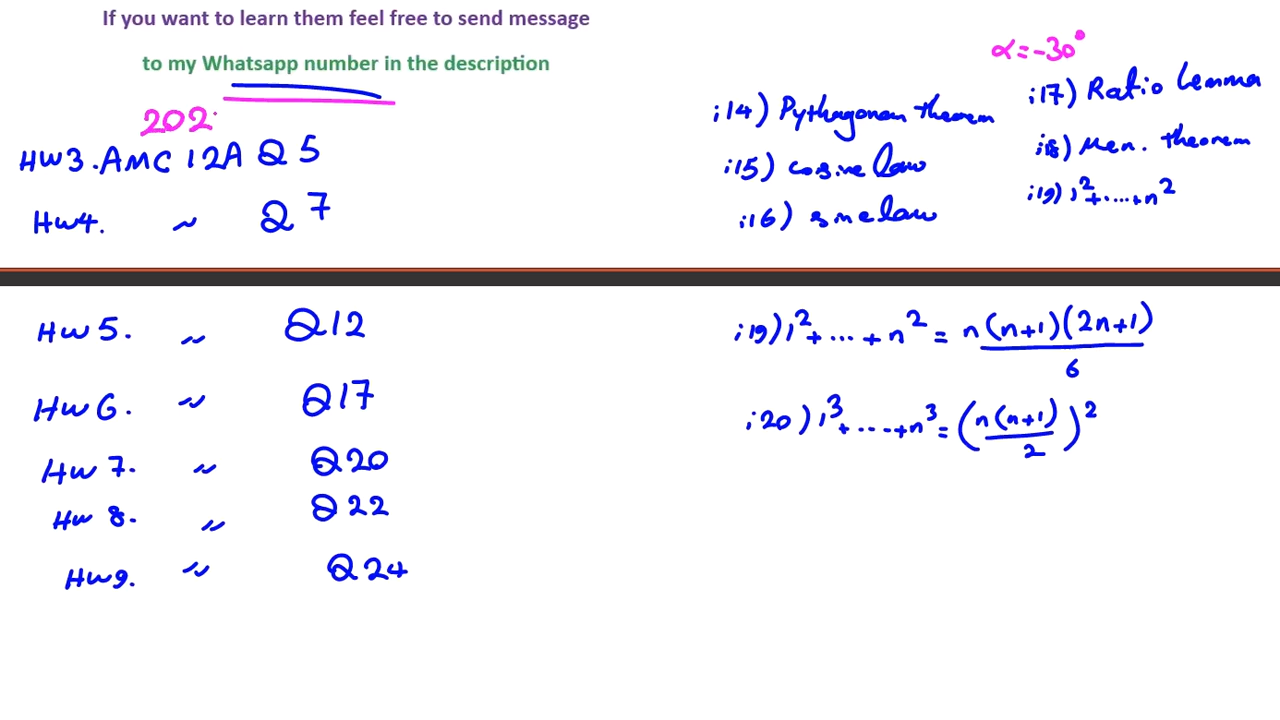 If you want to learn them feel free to send message
to my Whatsapp number in the description
202
HW3. AMC 12A Q5
HW4. " Q7
HW5. " Q12
HW6. " Q17
HW7. " Q20
HW8. " Q22
HW9. " Q24
α=-30°
i14) Pythagorean theorem
i15) cosine law
i16) sine law
i17) Ratio Lemma
i18) Men. theorem
i19) 1²+...+n²
i19) 1²+...+n² = n(n+1)(2n+1)/6
i20) 1³+...+n³ = (n(n+1)/2)²